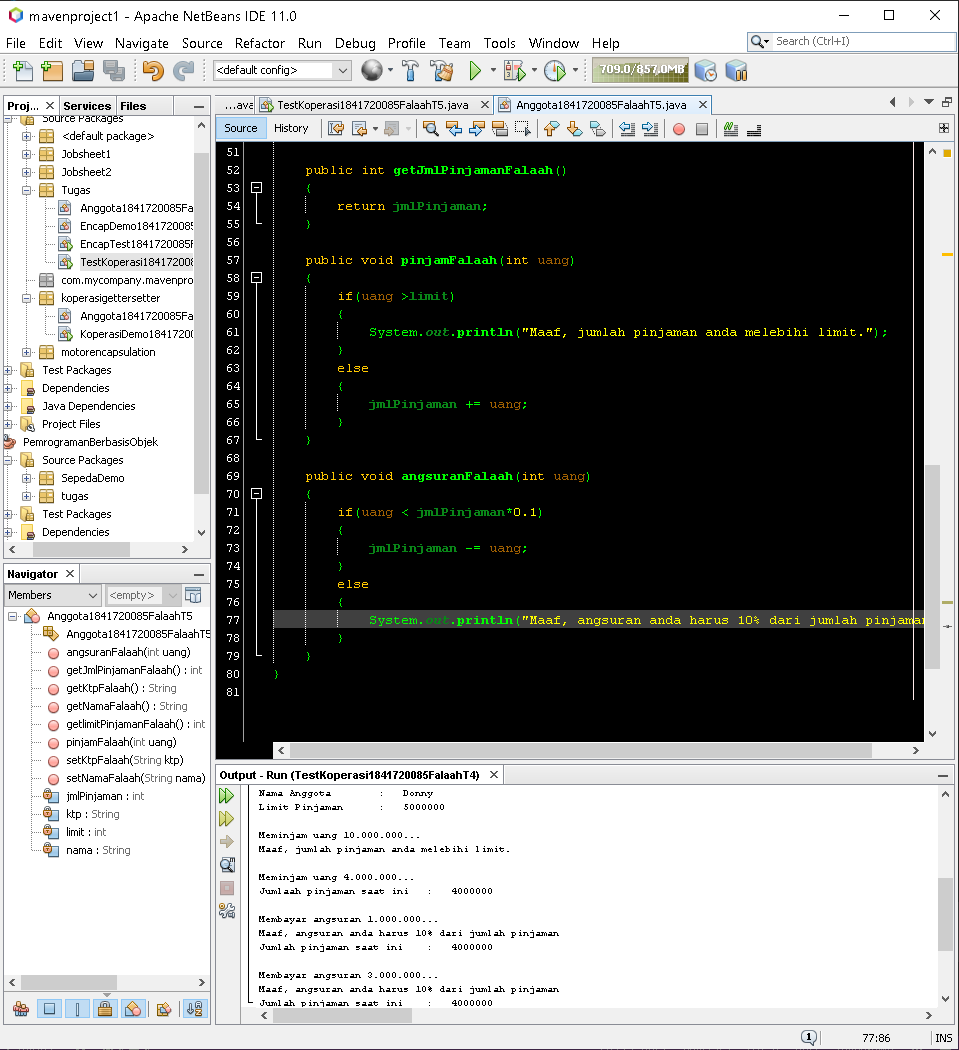 mavenproject1 - Apache NetBeans IDE 11.0
File Edit View Navigate Source Refactor Run Debug Profile Team Tools Window Help
Search (Ctrl+I)
<default config>
709.0/857,0MB
Proj... Services Files
...ava TestKoperasi1841720085FalaahT5.java Anggota1841720085FalaahT5.java
Source History
Source Packages
<default package>
Jobsheet1
Jobsheet2
Tugas
Anggota1841720085Fa
EncapDemo1841720085
EncapTest1841720085F
TestKoperasi18417200
com.mycompany.mavenpro
koperasigettersetter
Anggota1841720085Fa
KoperasiDemo1841720
motorencapsulation
Test Packages
Dependencies
Java Dependencies
Project Files
PemrogramanBerbasisObjek
Source Packages
SepedaDemo
tugas
Test Packages
Dependencies
51
52 public int getJmlPinjamanFalaah()
53 {
54 return jmlPinjaman;
55 }
56
57 public void pinjamFalaah(int uang)
58 {
59 if(uang >limit)
60 {
61 System.out.println("Maaf, jumlah pinjaman anda melebihi limit.");
62 }
63 else
64 {
65 jmlPinjaman += uang;
66 }
67 }
68
69 public void angsuranFalaah(int uang)
70 {
71 if(uang < jmlPinjaman*0.1)
72 {
73 jmlPinjaman -= uang;
74 }
75 else
76 {
77 System.out.println("Maaf, angsuran anda harus 10% dari jumlah pinjaman
78 }
79 }
80 }
81
Navigator
Members <empty>
Anggota1841720085FalaahT5
Anggota1841720085FalaahT5
angsuranFalaah(int uang)
getJmlPinjamanFalaah() : int
getKtpFalaah() : String
getNamaFalaah() : String
getlimitPinjamanFalaah() : int
pinjamFalaah(int uang)
setKtpFalaah(String ktp)
setNamaFalaah(String nama)
jmlPinjaman : int
ktp : String
limit : int
nama : String
Output - Run (TestKoperasi1841720085FalaahT4)
Nama Anggota : Donny
Limit Pinjaman : 5000000
Meminjam uang 10.000.000...
Maaf, jumlah pinjaman anda melebihi limit.
Meminjam uang 4.000.000...
Jumlaah pinjaman saat ini : 4000000
Membayar angsuran 1.000.000...
Maaf, angsuran anda harus 10% dari jumlah pinjaman
Jumlah pinjaman saat ini : 4000000
Membayar angsuran 3.000.000...
Maaf, angsuran anda harus 10% dari jumlah pinjaman
Jumlah pinjaman saat ini : 4000000
1 77:86 INS